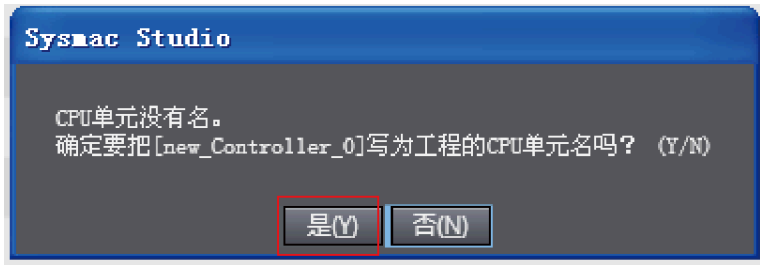 Sysmac Studio
CPU单元没有名。
确定要把[new_Controller_0]写为工程的CPU单元名吗？ (Y/N)
是(Y) 否(N)